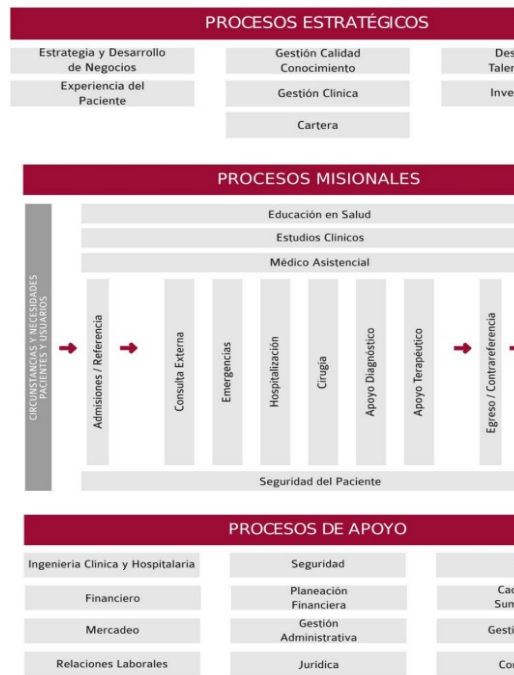 PROCESOS ESTRATÉGICOS
Estrategia y Desarrollo
de Negocios
Gestión Calidad
Conocimiento
Experiencia del
Paciente
Gestión Clínica
Cartera
PROCESOS MISIONALES
CIRCUNSTANCIAS Y NECESIDADES
PACIENTES Y USUARIOS
Educación en Salud
Estudios Clínicos
Médico Asistencial
Admisiones / Referencia
Consulta Externa
Emergencias
Hospitalización
Cirugia
Apoyo Diagnóstico
Apoyo Terapéutico
Egreso / Contrareferencia
Seguridad del Paciente
PROCESOS DE APOYO
Ingenieria Clinica y Hospitalaria
Seguridad
Financiero
Planeación
Financiera
Mercadeo
Gestión
Administrativa
Relaciones Laborales
Juridica